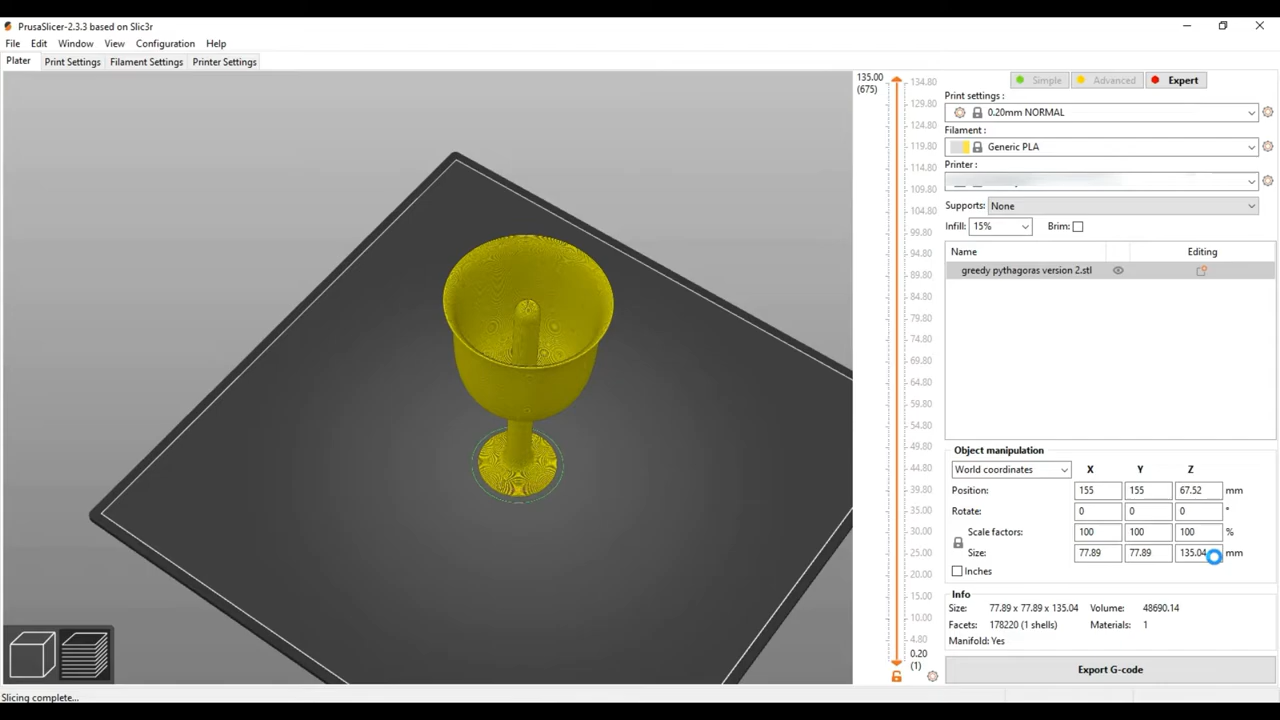 PrusaSlicer-2.3.3 based on Slic3r
File Edit Window View Configuration Help
Plater Print Settings Filament Settings Printer Settings
135.00
(675)
134.80
129.80
124.80
119.80
114.80
109.80
104.80
99.80
94.80
89.80
84.80
79.80
74.80
69.80
64.80
59.80
54.80
49.80
44.80
39.80
35.00
30.00
25.00
20.00
15.00
10.00
4.80
0.20
(1)
Simple Advanced Expert
Print settings :
0.20mm NORMAL
Filament :
Generic PLA
Printer :
Supports: None
Infill: 15% Brim:
Name Editing
greedy pythagoras version 2.stl
Object manipulation
World coordinates X Y Z
Position: 155 155 67.52 mm
Rotate: 0 0 0 °
Scale factors: 100 100 100 %
Size: 77.89 77.89 135.04 mm
Inches
Info
Size: 77.89 x 77.89 x 135.04 Volume: 48690.14
Facets: 178220 (1 shells) Materials: 1
Manifold: Yes
Export G-code
Slicing complete...